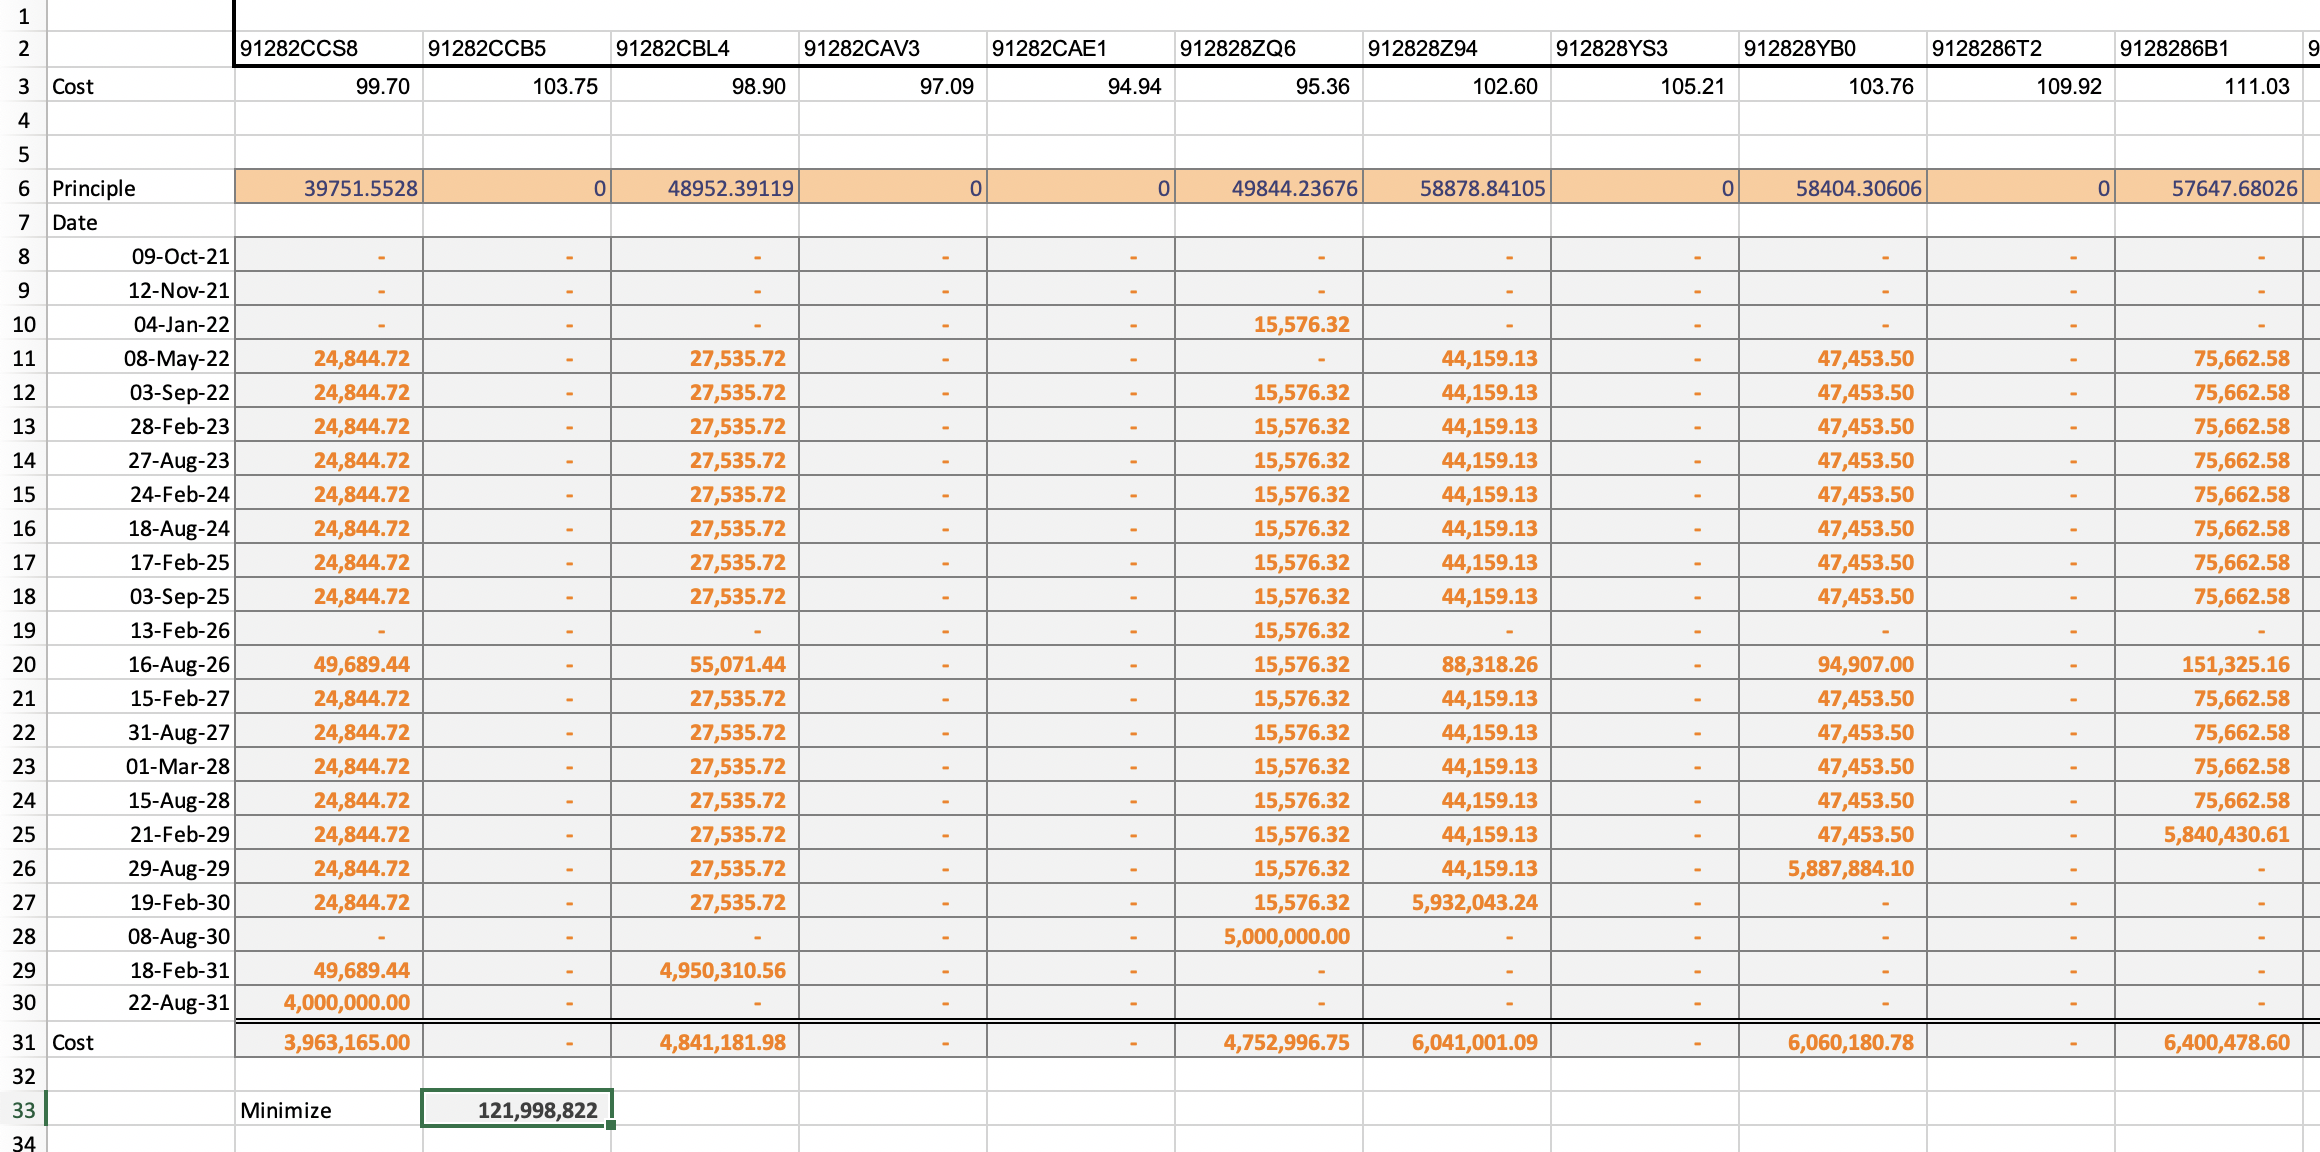 1
2 91282CCS8 91282CCB5 91282CBL4 91282CAV3 91282CAE1 912828ZQ6 912828Z94 912828YS3 912828YB0 9128286T2 9128286B1 9
3 Cost 99.70 103.75 98.90 97.09 94.94 95.36 102.60 105.21 103.76 109.92 111.03
4
5
6 Principle 39751.5528 0 48952.39119 0 0 49844.23676 58878.84105 0 58404.30606 0 57647.68026
7 Date
8 09-Oct-21 - - - - - - - - - - -
9 12-Nov-21 - - - - - - - - - - -
10 04-Jan-22 - - - - - 15,576.32 - - - - -
11 08-May-22 24,844.72 - 27,535.72 - - - 44,159.13 - 47,453.50 - 75,662.58
12 03-Sep-22 24,844.72 - 27,535.72 - - 15,576.32 44,159.13 - 47,453.50 - 75,662.58
13 28-Feb-23 24,844.72 - 27,535.72 - - 15,576.32 44,159.13 - 47,453.50 - 75,662.58
14 27-Aug-23 24,844.72 - 27,535.72 - - 15,576.32 44,159.13 - 47,453.50 - 75,662.58
15 24-Feb-24 24,844.72 - 27,535.72 - - 15,576.32 44,159.13 - 47,453.50 - 75,662.58
16 18-Aug-24 24,844.72 - 27,535.72 - - 15,576.32 44,159.13 - 47,453.50 - 75,662.58
17 17-Feb-25 24,844.72 - 27,535.72 - - 15,576.32 44,159.13 - 47,453.50 - 75,662.58
18 03-Sep-25 24,844.72 - 27,535.72 - - 15,576.32 44,159.13 - 47,453.50 - 75,662.58
19 13-Feb-26 - - - - - 15,576.32 - - - - -
20 16-Aug-26 49,689.44 - 55,071.44 - - 15,576.32 88,318.26 - 94,907.00 - 151,325.16
21 15-Feb-27 24,844.72 - 27,535.72 - - 15,576.32 44,159.13 - 47,453.50 - 75,662.58
22 31-Aug-27 24,844.72 - 27,535.72 - - 15,576.32 44,159.13 - 47,453.50 - 75,662.58
23 01-Mar-28 24,844.72 - 27,535.72 - - 15,576.32 44,159.13 - 47,453.50 - 75,662.58
24 15-Aug-28 24,844.72 - 27,535.72 - - 15,576.32 44,159.13 - 47,453.50 - 75,662.58
25 21-Feb-29 24,844.72 - 27,535.72 - - 15,576.32 44,159.13 - 47,453.50 - 5,840,430.61
26 29-Aug-29 24,844.72 - 27,535.72 - - 15,576.32 44,159.13 - 5,887,884.10 - -
27 19-Feb-30 24,844.72 - 27,535.72 - - 15,576.32 5,932,043.24 - - - -
28 08-Aug-30 - - - - - 5,000,000.00 - - - - -
29 18-Feb-31 49,689.44 - 4,950,310.56 - - - - - - - -
30 22-Aug-31 4,000,000.00 - - - - - - - - - -
31 Cost 3,963,165.00 - 4,841,181.98 - - 4,752,996.75 6,041,001.09 - 6,060,180.78 - 6,400,478.60
32
33 Minimize 121,998,822
34